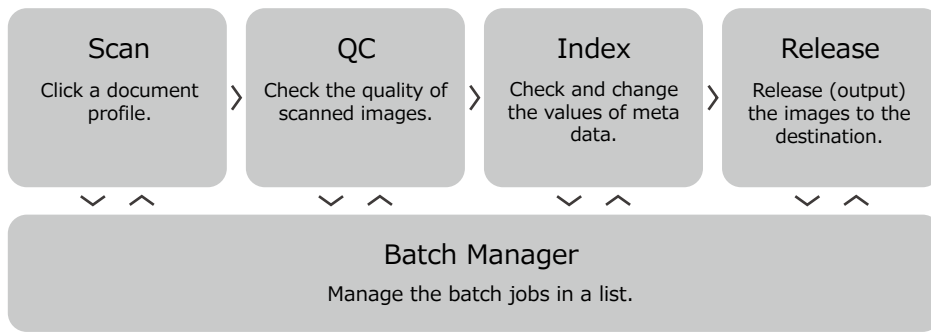 Scan
Click a document
profile.
QC
Check the quality of
scanned images.
Index
Check and change
the values of meta
data.
Release
Release (output)
the images to the
destination.
Batch Manager
Manage the batch jobs in a list.